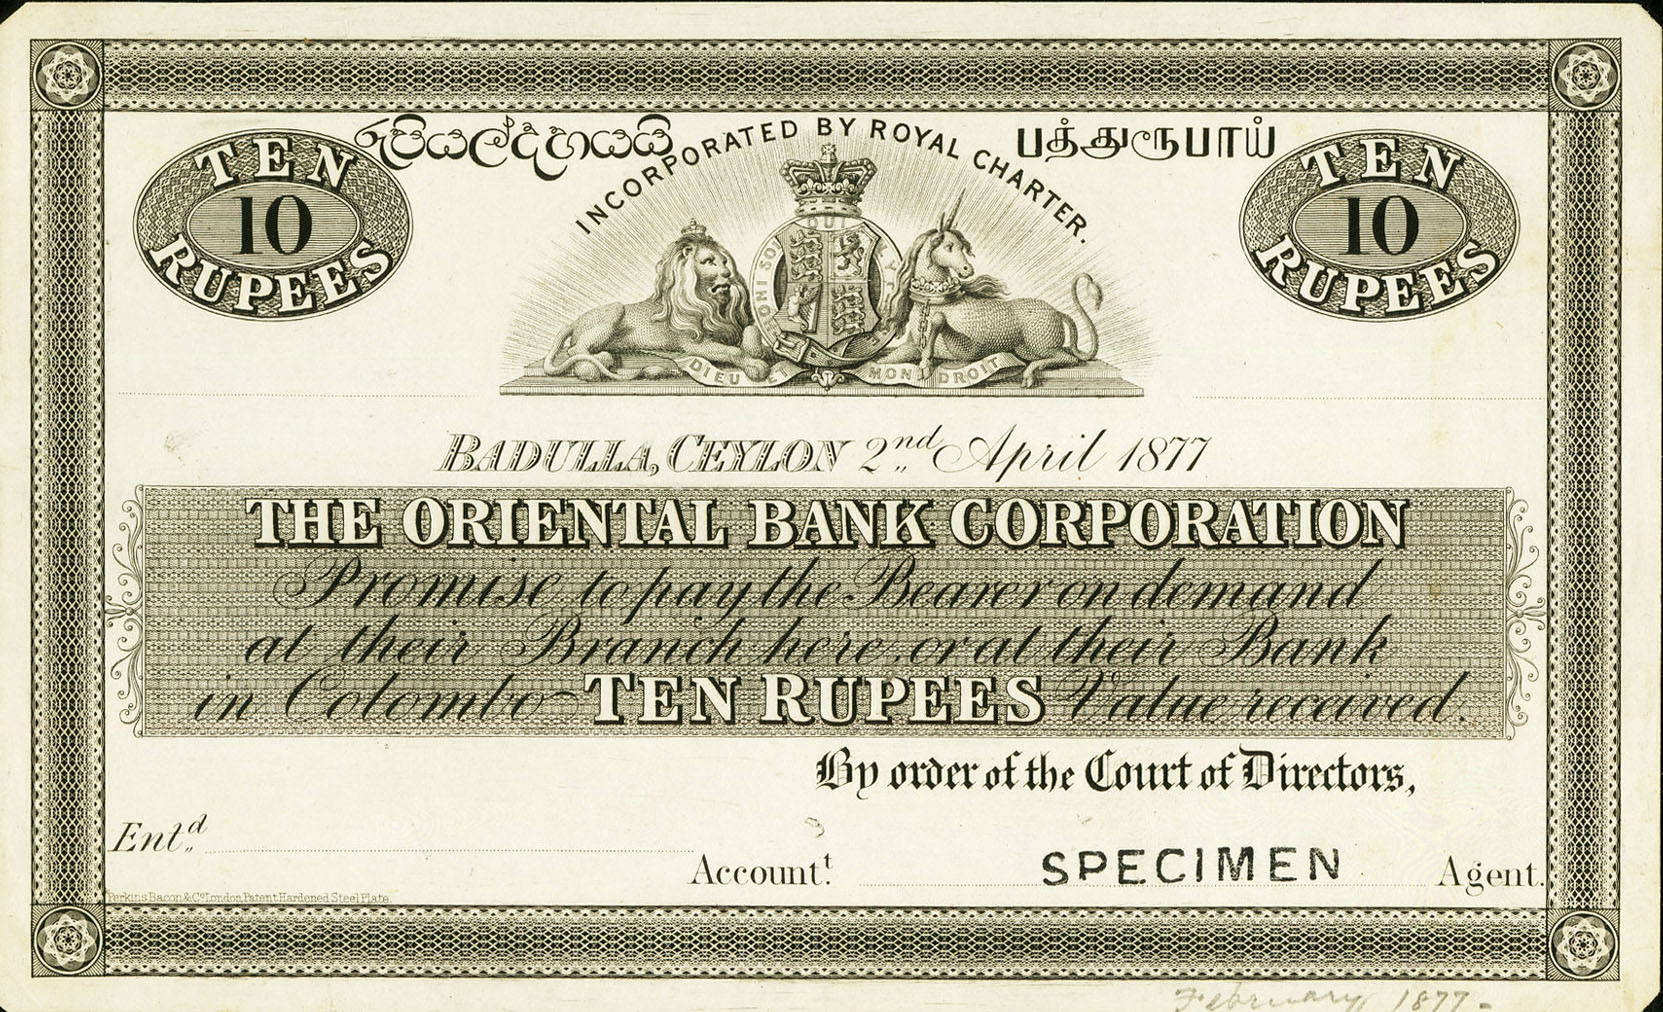 INCORPORATED BY ROYAL CHARTER.
රුපියල්දහයයි
பத்துரூபாய்
TEN
10
RUPEES
TEN
10
RUPEES
DIEU ET MON DROIT
BADULLA, CEYLON 2nd April 1877
THE ORIENTAL BANK CORPORATION
Promise to pay the Bearer on demand
at their Branch here, or at their Bank
in Colombo TEN RUPEES Value received.
By order of the Court of Directors,
Entd
Accountt
SPECIMEN
Agent.
Perkins Bacon & Co London Patent Hardened Steel Plate.
February 1877-